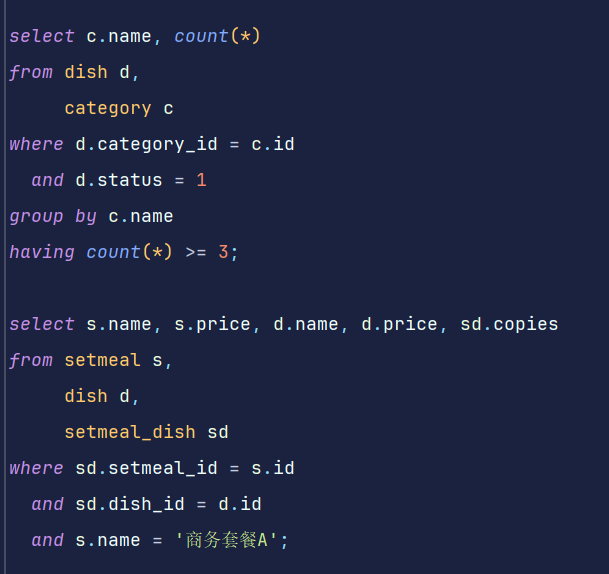 select c.name, count(*)
from dish d,
     category c
where d.category_id = c.id
  and d.status = 1
group by c.name
having count(*) >= 3;

select s.name, s.price, d.name, d.price, sd.copies
from setmeal s,
     dish d,
     setmeal_dish sd
where sd.setmeal_id = s.id
  and sd.dish_id = d.id
  and s.name = '商务套餐A';